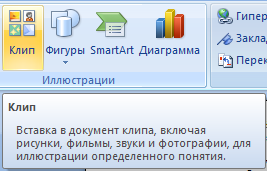 Клип Фигуры SmartArt Диаграмма
Иллюстрации
Гипер
Заклад
Перек
Клип
Вставка в документ клипа, включая
рисунки, фильмы, звуки и фотографии, для
иллюстрации определенного понятия.